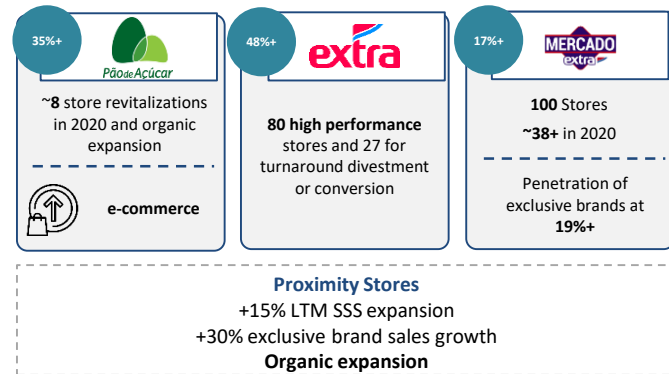 35%+
Pão de Açúcar
~8 store revitalizations
in 2020 and organic
expansion
e-commerce
48%+
extra
80 high performance
stores and 27 for
turnaround divestment
or conversion
17%+
MERCADO
extra
100 Stores
~38+ in 2020
Penetration of
exclusive brands at
19%+
Proximity Stores
+15% LTM SSS expansion
+30% exclusive brand sales growth
Organic expansion